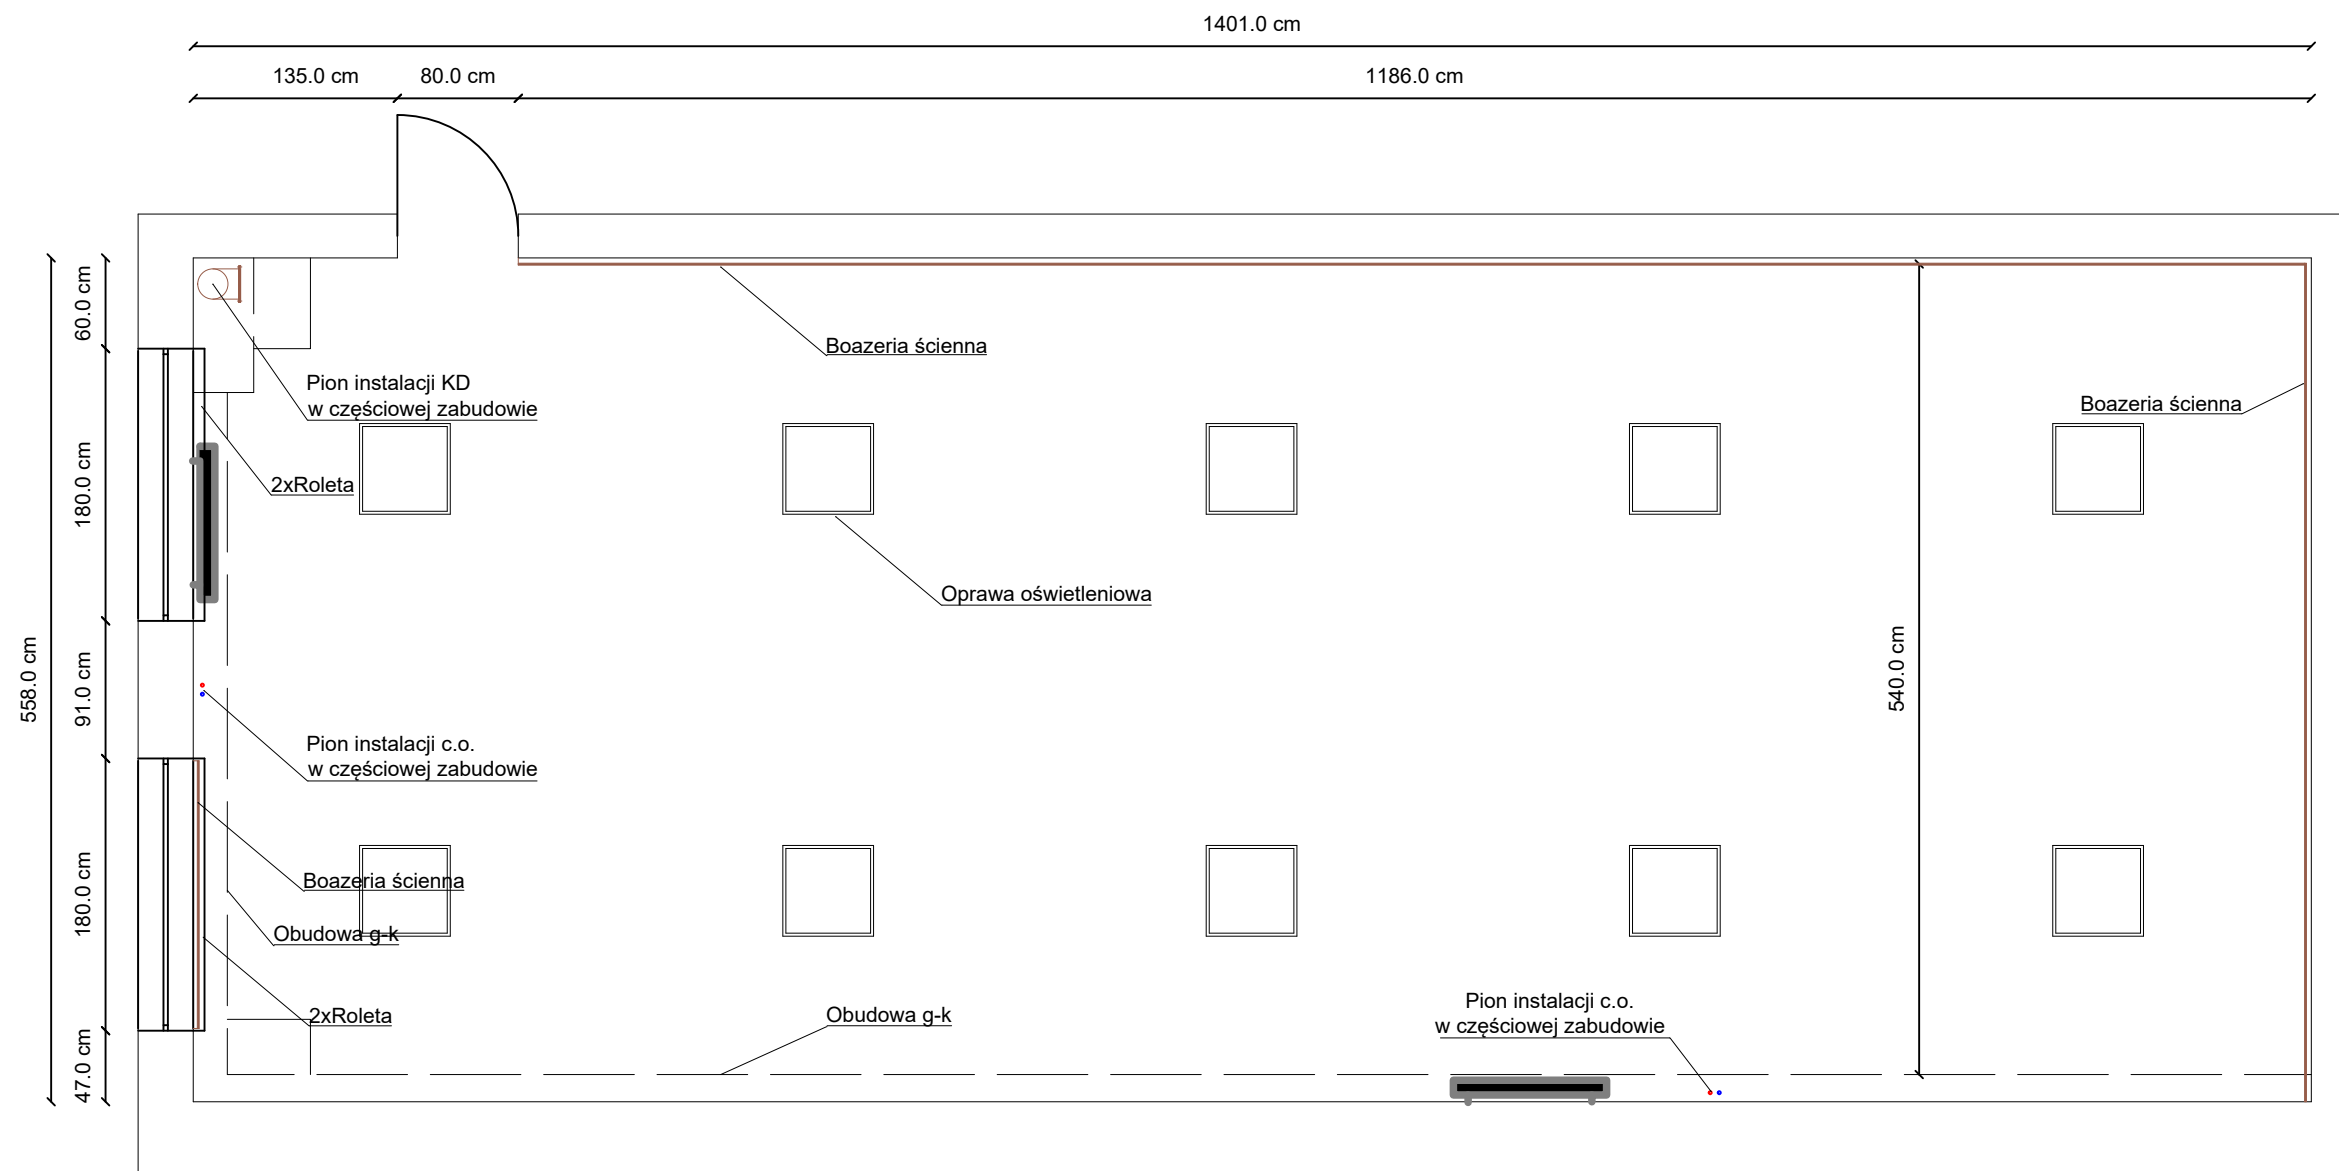 1401.0 cm
135.0 cm
80.0 cm
1186.0 cm
60.0 cm
180.0 cm
91.0 cm
180.0 cm
47.0 cm
558.0 cm
540.0 cm
Boazeria ścienna
Pion instalacji KD
w częściowej zabudowie
Boazeria ścienna
2xRoleta
Oprawa oświetleniowa
Pion instalacji c.o.
w częściowej zabudowie
Boazeria ścienna
Obudowa g-k
2xRoleta
Obudowa g-k
Pion instalacji c.o.
w częściowej zabudowie